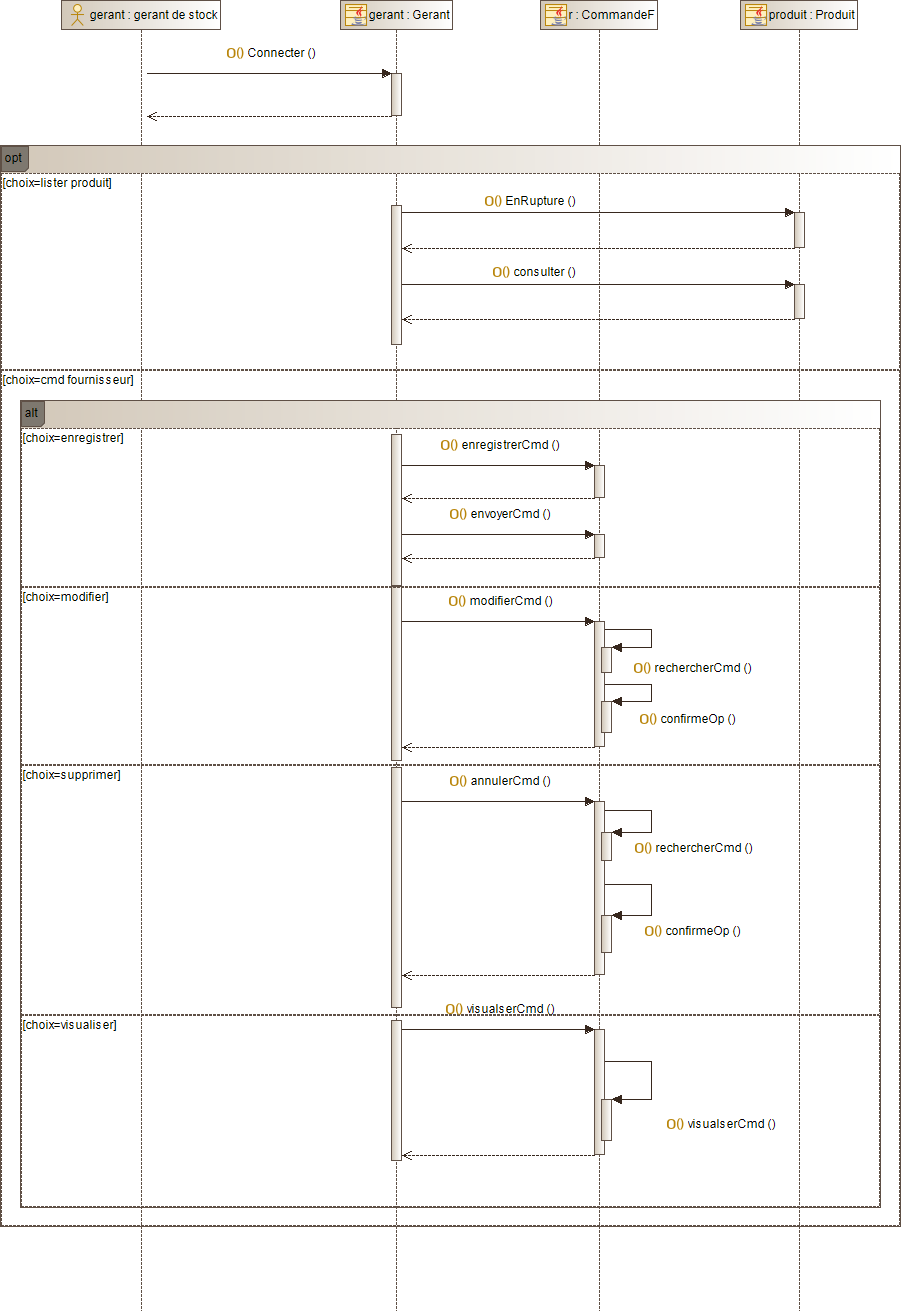 gerant : gerant de stock
gerant : Gerant
r : CommandeF
produit : Produit
O() Connecter ()
opt
[choix=lister produit]
O() EnRupture ()
O() consulter ()
[choix=cmd fournisseur]
alt
[choix=enregistrer]
O() enregistrerCmd ()
O() envoyerCmd ()
[choix=modifier]
O() modifierCmd ()
O() rechercherCmd ()
O() confirmeOp ()
[choix=supprimer]
O() annulerCmd ()
O() rechercherCmd ()
O() confirmeOp ()
O() visualserCmd ()
[choix=visualiser]
O() visualserCmd ()